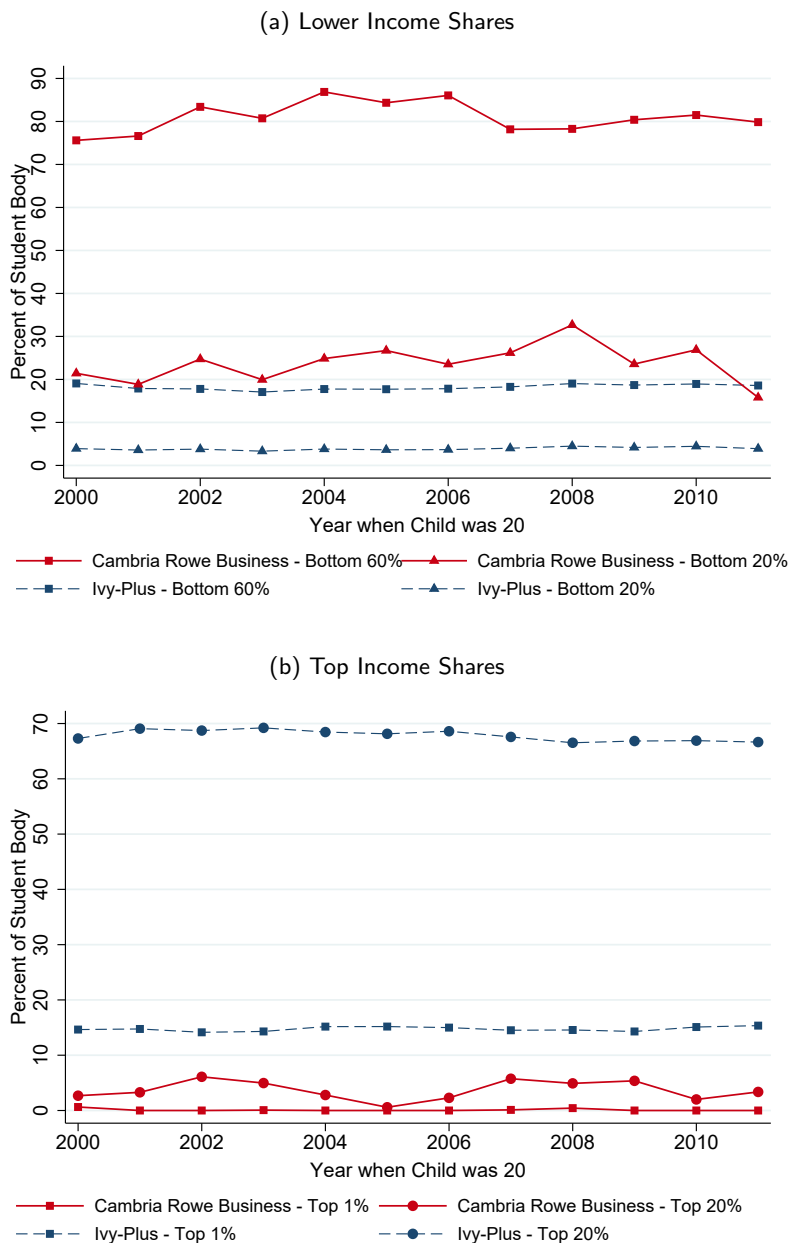 (a) Lower Income Shares
Percent of Student Body
90
80
70
60
50
40
30
20
10
0
2000 2002 2004 2006 2008 2010
Year when Child was 20
Cambria Rowe Business - Bottom 60% Cambria Rowe Business - Bottom 20%
Ivy-Plus - Bottom 60% Ivy-Plus - Bottom 20%
(b) Top Income Shares
Percent of Student Body
70
60
50
40
30
20
10
0
2000 2002 2004 2006 2008 2010
Year when Child was 20
Cambria Rowe Business - Top 1% Cambria Rowe Business - Top 20%
Ivy-Plus - Top 1% Ivy-Plus - Top 20%